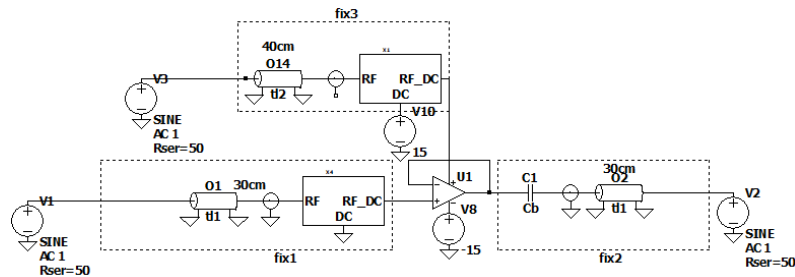 fix3
40cm
O14
tl2
X1
RF
RF_DC
DC
V3
SINE
AC 1
Rser=50
V10
15
O1
30cm
tl1
X4
RF
RF_DC
DC
fix1
V1
SINE
AC 1
Rser=50
U1
V8
-15
C1
Cb
30cm
O2
tl1
fix2
V2
SINE
AC 1
Rser=50